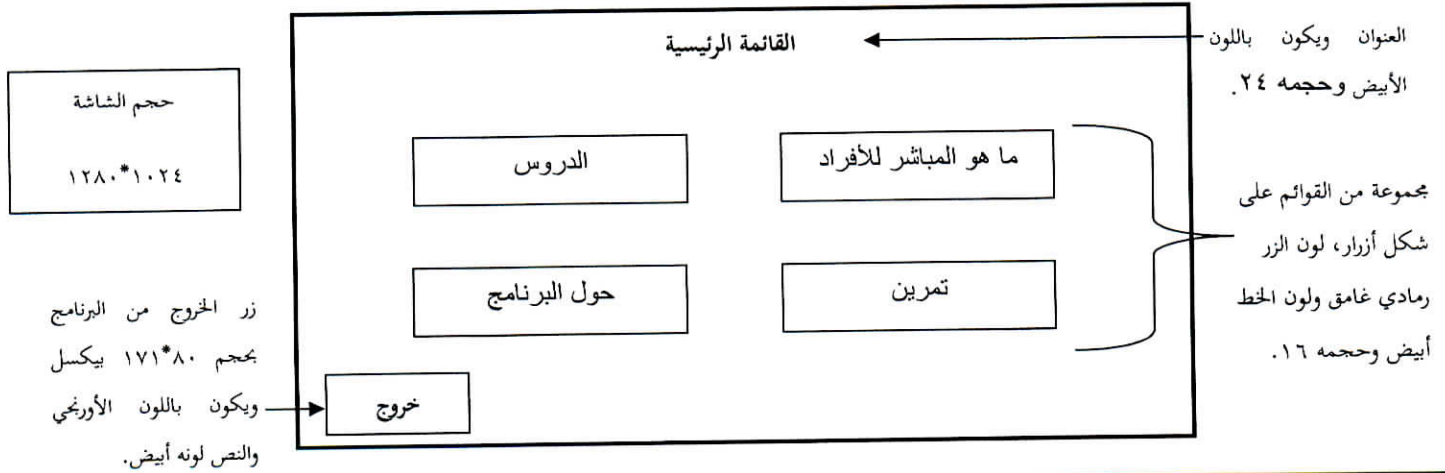 القائمة الرئيسية
العنوان ويكون باللون
الأبيض وحجمه ٢٤.
حجم الشاشة
١٠٢٤*١٢٨٠
ما هو المباشر للأفراد
الدروس
مجموعة من القوائم على
شكل أزرار، لون الزر
رمادي غامق ولون الخط
أبيض وحجمه ١٦.
تمرين
حول البرنامج
زر الخروج من البرنامج
بحجم ٨٠*١٧١ بيكسل
ويكون باللون الأورنجي
والنص لونه أبيض.
خروج